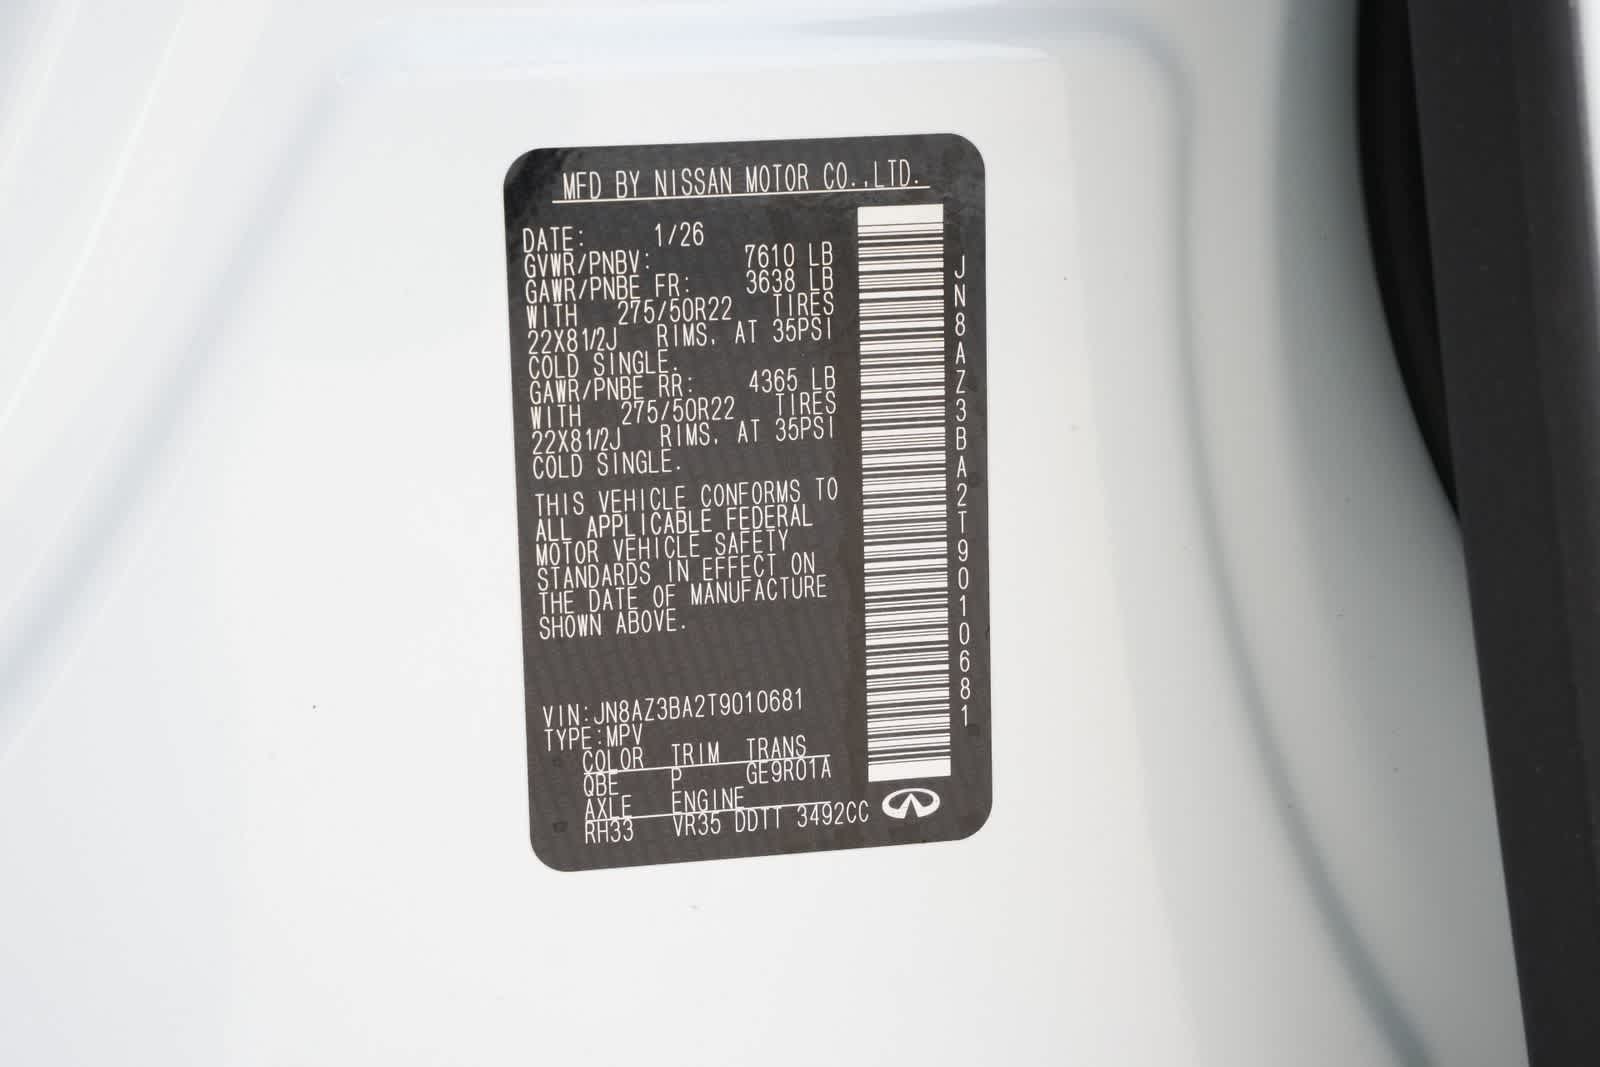 MFD BY NISSAN MOTOR CO.,LTD.
DATE: 1/26
GVWR/PNBV: 7610 LB
GAWR/PNBE FR: 3638 LB
WITH 275/50R22 TIRES
22X81/2J RIMS, AT 35PSI
COLD SINGLE.
GAWR/PNBE RR: 4365 LB
WITH 275/50R22 TIRES
22X81/2J RIMS, AT 35PSI
COLD SINGLE.
THIS VEHICLE CONFORMS TO
ALL APPLICABLE FEDERAL
MOTOR VEHICLE SAFETY
STANDARDS IN EFFECT ON
THE DATE OF MANUFACTURE
SHOWN ABOVE.
VIN:JN8AZ3BA2T9010681
TYPE:MPV
COLOR TRIM TRANS
QBE P GE9R01A
AXLE ENGINE
RH33 VR35 DDTT 3492CC
JN8AZ3BA2T9010681